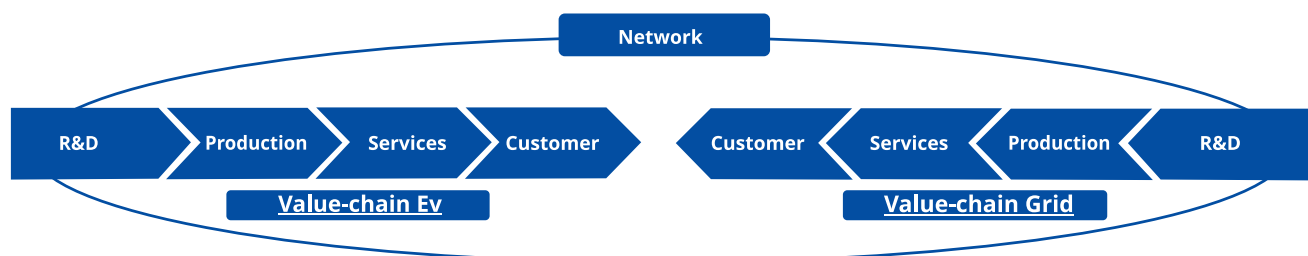 Network
R&D
Production
Services
Customer
Customer
Services
Production
R&D
Value-chain Ev
Value-chain Grid